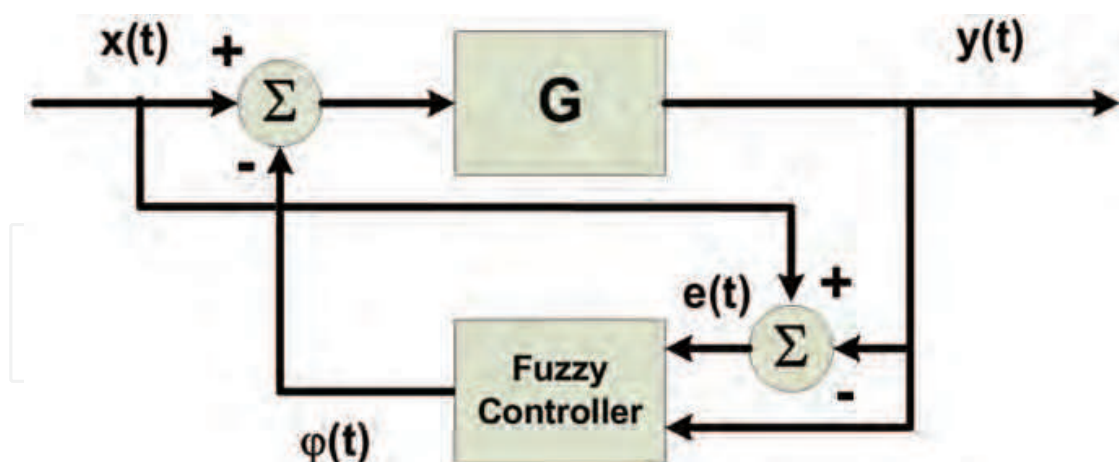 x(t)
+
Σ
-
G
y(t)
e(t)
+
Σ
-
Fuzzy
Controller
φ(t)